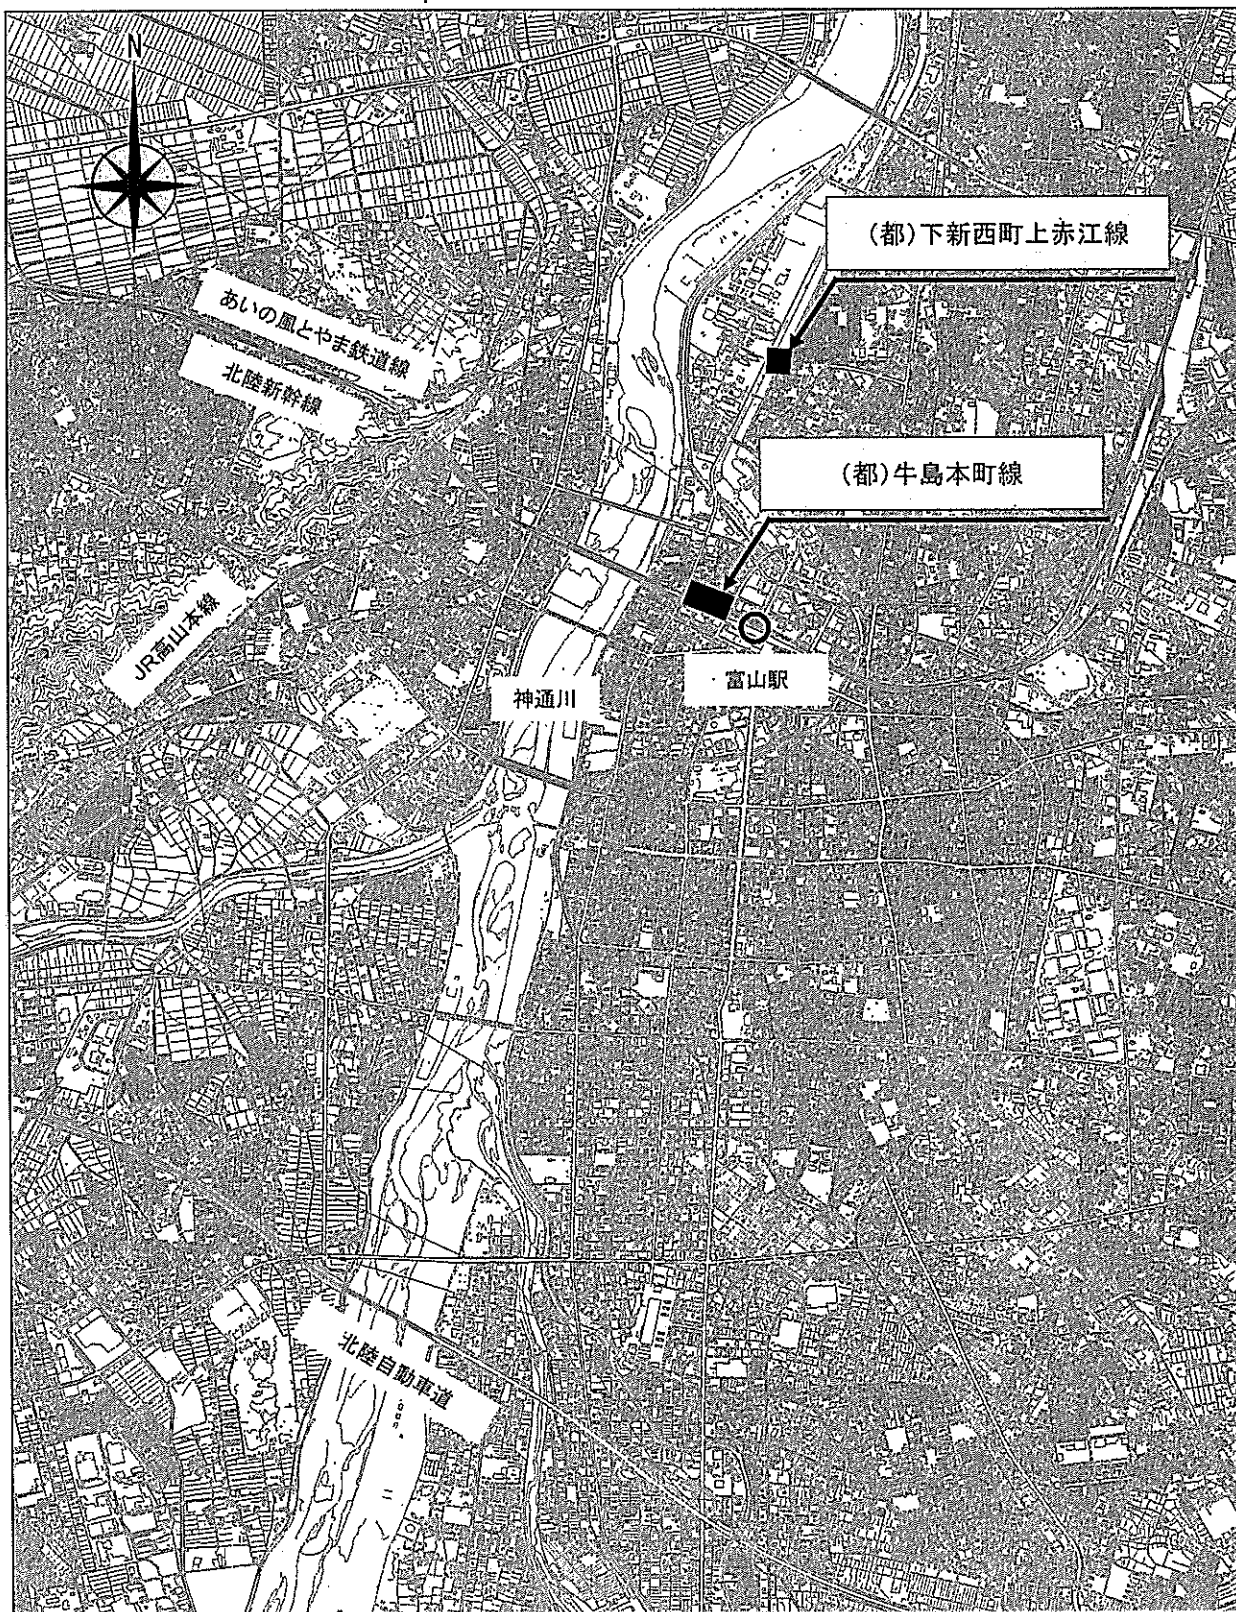 N
(都)下新西町上赤江線
あいの風とやま鉄道線
北陸新幹線
(都)牛島本町線
JR高山本線
神通川
富山駅
北陸自動車道